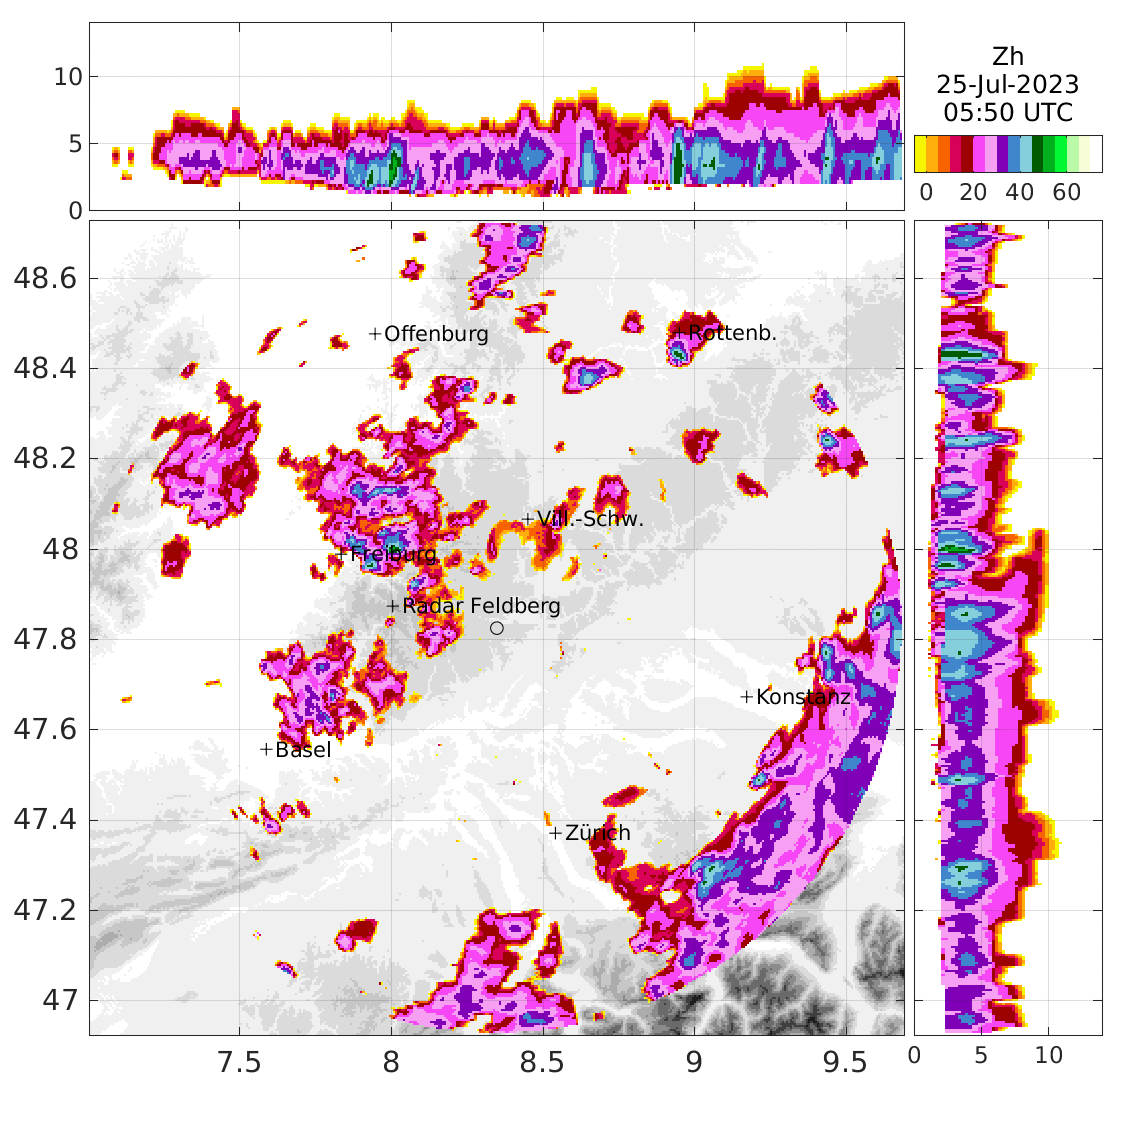 10
5
0
Zh
25-Jul-2023
05:50 UTC
0 20 40 60
48.6
48.4
48.2
48
47.8
47.6
47.4
47.2
47
Offenburg
Rottenb.
Vill.-Schw.
Freiburg
Radar Feldberg
Konstanz
Basel
Zürich
7.5 8 8.5 9 9.5
0 5 10